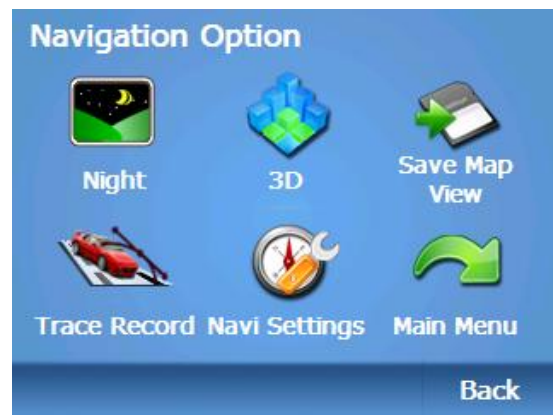 Navigation Option
Night
3D
Save Map
View
Trace Record
Navi Settings
Main Menu
Back